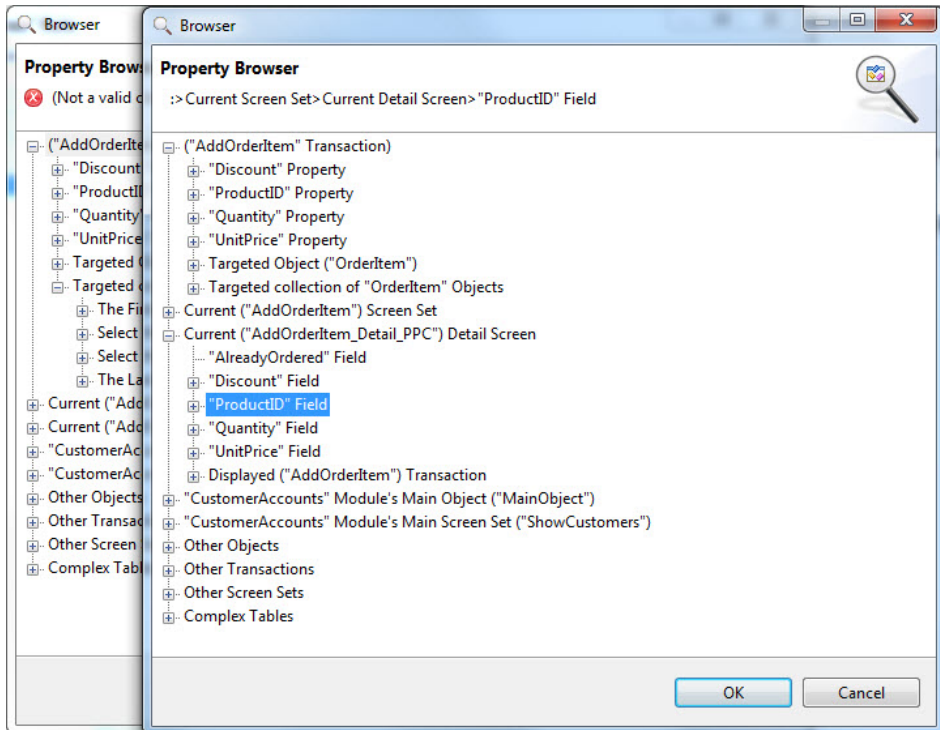 Browser
Property Brow
(Not a valid
("AddOrderIte
"Discount
"Quantity
"UnitPrice
Targeted
Targeted
The
Select
Select
The La
Current ("Add
Current ("Add
"CustomerAc
"CustomerAc
Other Objects
Other Transac
Other Screen
Complex Tabl
Browser
Property Browser
:>Current Screen Set>Current Detail Screen>"ProductID" Field
("AddOrderItem" Transaction)
"Discount" Property
"ProductID" Property
"Quantity" Property
"UnitPrice" Property
Targeted Object ("OrderItem")
Targeted collection of "OrderItem" Objects
Current ("AddOrderItem") Screen Set
Current ("AddOrderItem_Detail_PPC") Detail Screen
"AlreadyOrdered" Field
"Discount" Field
"ProductID" Field
"Quantity" Field
"UnitPrice" Field
Displayed ("AddOrderItem") Transaction
"CustomerAccounts" Module's Main Object ("MainObject")
"CustomerAccounts" Module's Main Screen Set ("ShowCustomers")
Other Objects
Other Transactions
Other Screen Sets
Complex Tables
OK
Cancel